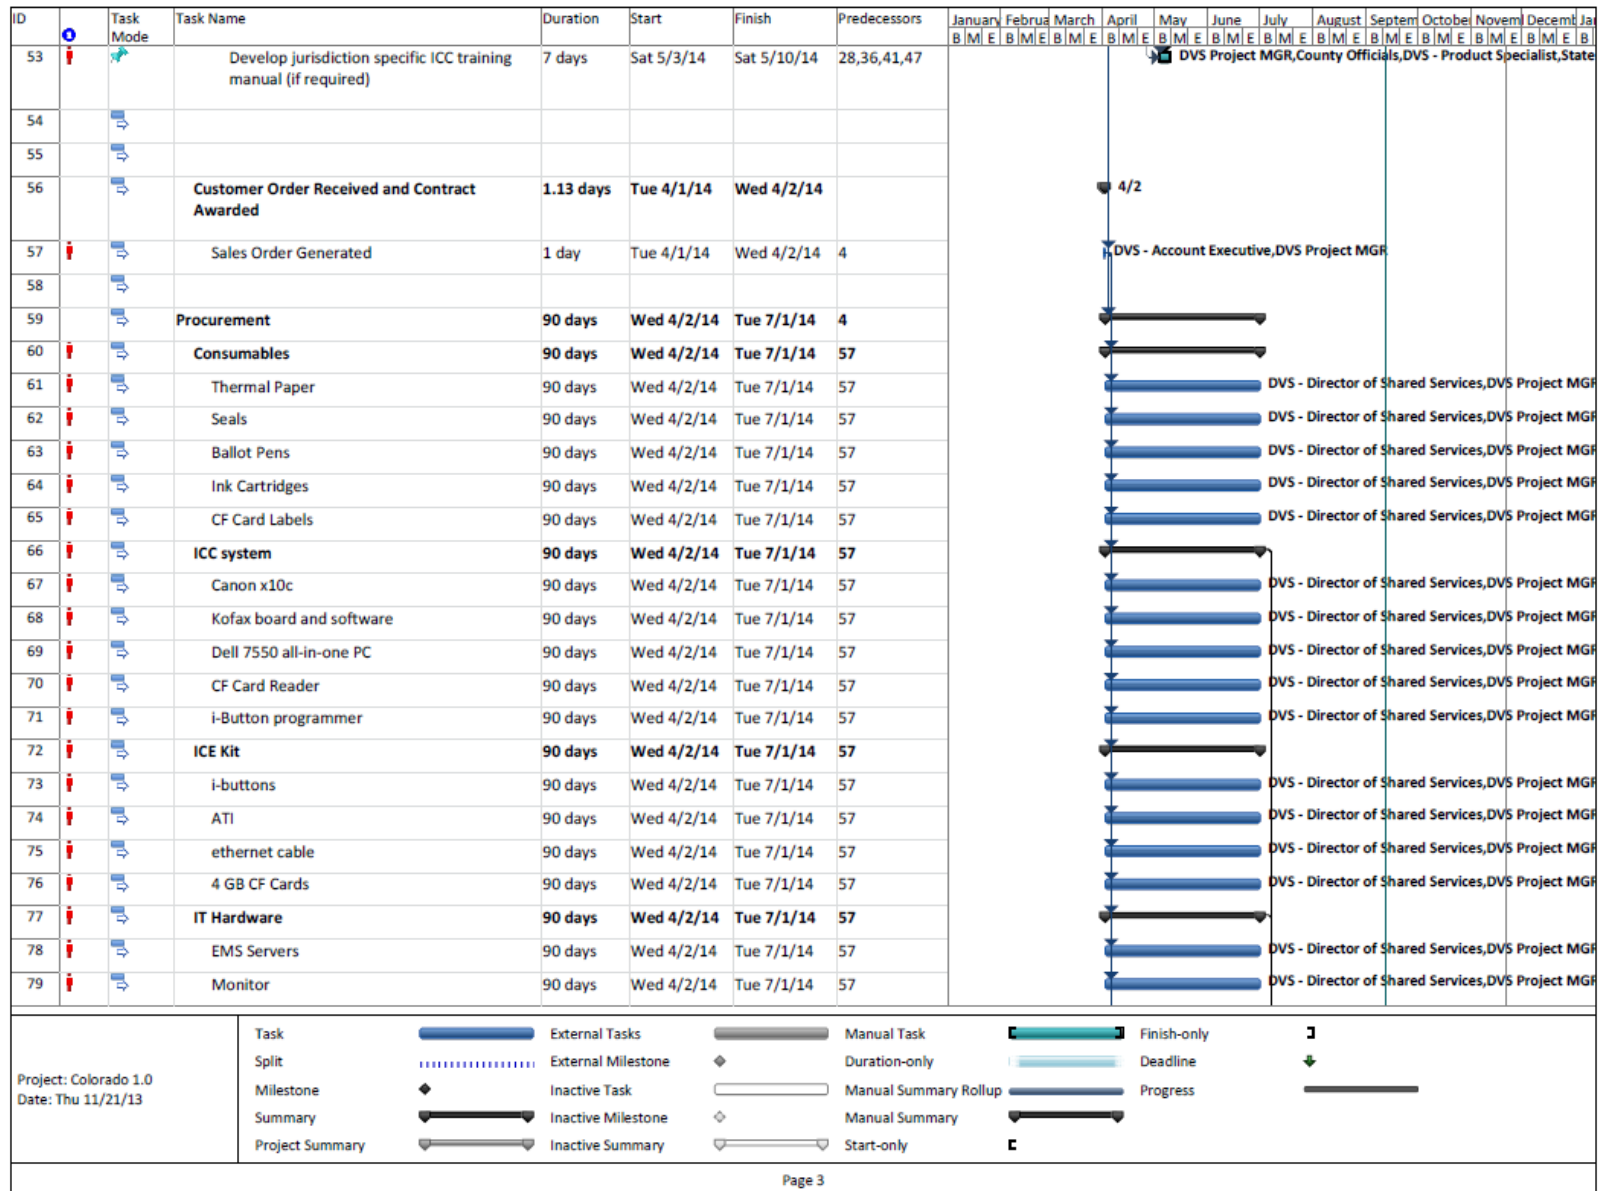 ID Task Mode Task Name Duration Start Finish Predecessors January Februa March April May June July August Septem October Noveml Decemb Jan
B M E B M E B M E B M E B M E B M E B M E B M E B M E B M E B M E B M E B
53 Develop jurisdiction specific ICC training manual (if required) 7 days Sat 5/3/14 Sat 5/10/14 28,36,41,47 DVS Project MGR,County Officials,DVS - Product Specialist,State
54
55
56 Customer Order Received and Contract Awarded 1.13 days Tue 4/1/14 Wed 4/2/14 4/2
57 Sales Order Generated 1 day Tue 4/1/14 Wed 4/2/14 4 DVS - Account Executive,DVS Project MGR
58
59 Procurement 90 days Wed 4/2/14 Tue 7/1/14 4
60 Consumables 90 days Wed 4/2/14 Tue 7/1/14 57
61 Thermal Paper 90 days Wed 4/2/14 Tue 7/1/14 57 DVS - Director of Shared Services,DVS Project MGR
62 Seals 90 days Wed 4/2/14 Tue 7/1/14 57 DVS - Director of Shared Services,DVS Project MGR
63 Ballot Pens 90 days Wed 4/2/14 Tue 7/1/14 57 DVS - Director of Shared Services,DVS Project MGR
64 Ink Cartridges 90 days Wed 4/2/14 Tue 7/1/14 57 DVS - Director of Shared Services,DVS Project MGR
65 CF Card Labels 90 days Wed 4/2/14 Tue 7/1/14 57 DVS - Director of Shared Services,DVS Project MGR
66 ICC system 90 days Wed 4/2/14 Tue 7/1/14 57
67 Canon x10c 90 days Wed 4/2/14 Tue 7/1/14 57 DVS - Director of Shared Services,DVS Project MGR
68 Kofax board and software 90 days Wed 4/2/14 Tue 7/1/14 57 DVS - Director of Shared Services,DVS Project MGR
69 Dell 7550 all-in-one PC 90 days Wed 4/2/14 Tue 7/1/14 57 DVS - Director of Shared Services,DVS Project MGR
70 CF Card Reader 90 days Wed 4/2/14 Tue 7/1/14 57 DVS - Director of Shared Services,DVS Project MGR
71 i-Button programmer 90 days Wed 4/2/14 Tue 7/1/14 57 DVS - Director of Shared Services,DVS Project MGR
72 ICE Kit 90 days Wed 4/2/14 Tue 7/1/14 57
73 i-buttons 90 days Wed 4/2/14 Tue 7/1/14 57 DVS - Director of Shared Services,DVS Project MGR
74 ATI 90 days Wed 4/2/14 Tue 7/1/14 57 DVS - Director of Shared Services,DVS Project MGR
75 ethernet cable 90 days Wed 4/2/14 Tue 7/1/14 57 DVS - Director of Shared Services,DVS Project MGR
76 4 GB CF Cards 90 days Wed 4/2/14 Tue 7/1/14 57 DVS - Director of Shared Services,DVS Project MGR
77 IT Hardware 90 days Wed 4/2/14 Tue 7/1/14 57
78 EMS Servers 90 days Wed 4/2/14 Tue 7/1/14 57 DVS - Director of Shared Services,DVS Project MGR
79 Monitor 90 days Wed 4/2/14 Tue 7/1/14 57 DVS - Director of Shared Services,DVS Project MGR
Project: Colorado 1.0
Date: Thu 11/21/13
Task External Tasks Manual Task Finish-only
Split External Milestone Duration-only Deadline
Milestone Inactive Task Manual Summary Rollup Progress
Summary Inactive Milestone Manual Summary
Project Summary Inactive Summary Start-only
Page 3